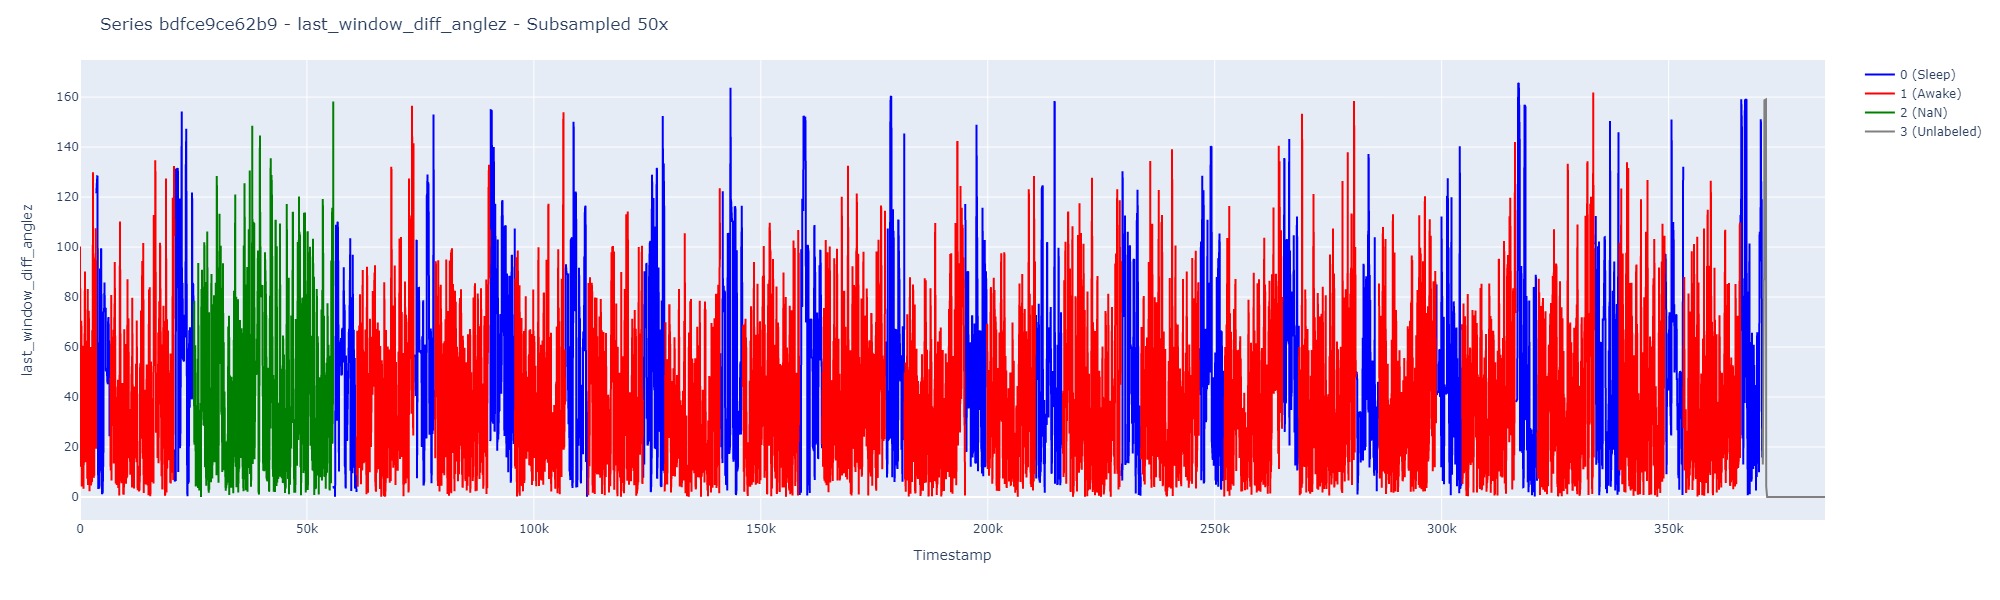 Series bdfce9ce62b9 - last_window_diff_anglez - Subsampled 50x
0 (Sleep)
1 (Awake)
2 (NaN)
3 (Unlabeled)
last_window_diff_anglez
160
140
120
100
80
60
40
20
0
0 50k 100k 150k 200k 250k 300k 350k
Timestamp